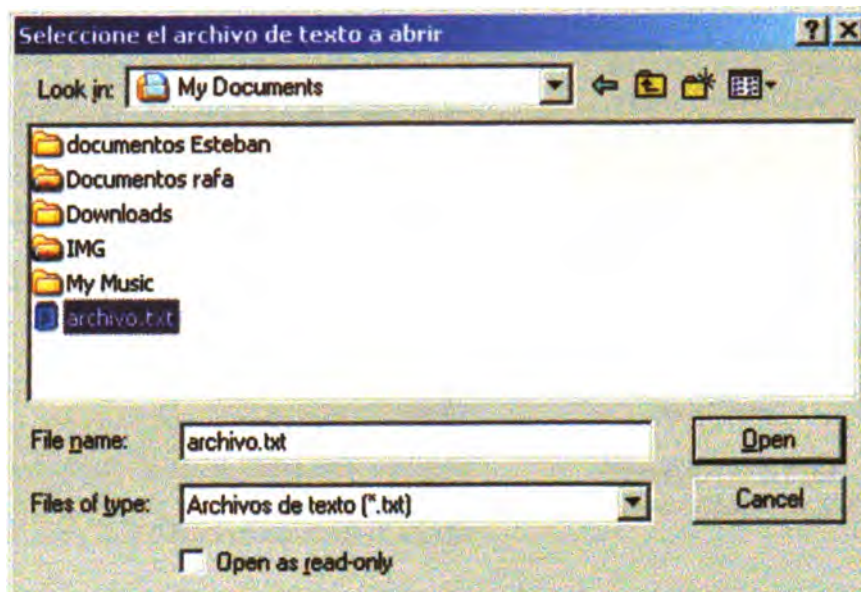 Seleccione el archivo de texto a abrir
Look in: My Documents
documentos Esteban
Documentos rafa
Downloads
IMG
My Music
archivo.txt
File name: archivo.txt Open
Files of type: Archivos de texto (*.txt) Cancel
Open as read-only